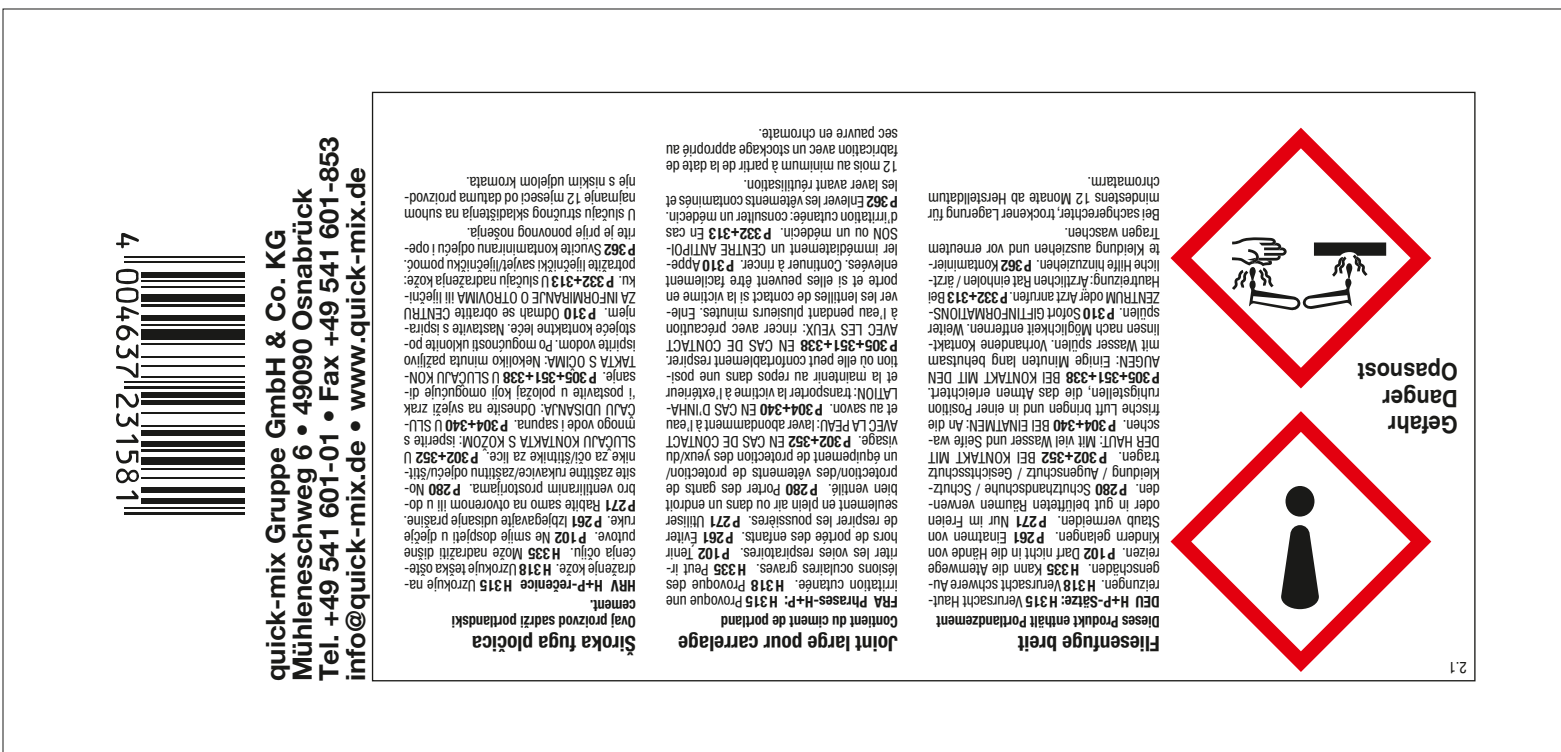 2.1
Gefahr
Danger
Opasnost
Fliesenfuge breit
Dieses Produkt enthält Portlandzement
DEU H+P-Sätze: H315 Verursacht Haut-
reizungen. H318 Verursacht schwere Au-
genschäden. H335 Kann die Atemwege
reizen. P102 Darf nicht in die Hände von
Kindern gelangen. P261 Einatmen von
Staub vermeiden. P271 Nur im Freien
oder in gut belüfteten Räumen verwen-
den. P280 Schutzhandschuhe / Schutz-
kleidung / Augenschutz / Gesichtsschutz
tragen. P302+352 BEI KONTAKT MIT
DER HAUT: Mit viel Wasser und Seife wa-
schen. P304+340 BEI EINATMEN: An die
frische Luft bringen und in einer Position
ruhigstellen, die das Atmen erleichtert.
P305+351+338 BEI KONTAKT MIT DEN
AUGEN: Einige Minuten lang behutsam
mit Wasser spülen. Vorhandene Kontakt-
linsen nach Möglichkeit entfernen. Weiter
spülen. P310 Sofort GIFTINFORMATIONS-
ZENTRUM oder Arzt anrufen. P332+313 Bei
Hautreizung: Ärztlichen Rat einholen / ärzt-
liche Hilfe hinzuziehen. P362 Kontaminier-
te Kleidung ausziehen und vor erneutem
Tragen waschen.
Bei sachgerechter, trockener Lagerung für
mindestens 12 Monate ab Herstelldatum
chromatarm.
Joint large pour carrelage
Contient du ciment de portland
FRA Phrases-H+P: H315 Provoque une
irritation cutanée. H318 Provoque des
lésions oculaires graves. H335 Peut ir-
riter les voies respiratoires. P102 Tenir
hors de portée des enfants. P261 Éviter
de respirer les poussières. P271 Utiliser
seulement en plein air ou dans un endroit
bien ventilé. P280 Porter des gants de
protection/des vêtements de protection/
un équipement de protection des yeux/du
visage. P302+352 EN CAS DE CONTACT
AVEC LA PEAU: laver abondamment à l'eau
et au savon. P304+340 EN CAS D'INHA-
LATION: transporter la victime à l'extérieur
et la maintenir au repos dans une posi-
tion où elle peut confortablement respirer.
P305+351+338 EN CAS DE CONTACT
AVEC LES YEUX: rincer avec précaution
à l'eau pendant plusieurs minutes. Enle-
ver les lentilles de contact si la victime en
porte et si elles peuvent être facilement
enlevées. Continuer à rincer. P310 Appe-
ler immédiatement un CENTRE ANTIPOI-
SON ou un médecin. P332+313 En cas
d'irritation cutanée: consulter un médecin.
P362 Enlever les vêtements contaminés et
les laver avant réutilisation.
12 mois au minimum à partir de la date de
fabrication avec un stockage approprié au
sec pauvre en chromate.
Široka fuga pločica
Ovaj proizvod sadrži portlandski
cement.
HRV H+P-rečenice H315 Uzrokuje na-
draženje kože. H318 Uzrokuje teška ošte-
ćenja očiju. H335 Može nadražiti dišne
putove. P102 Ne smije dospjeti u dječje
ruke. P261 Izbjegavajte udisanje prašine.
P271 Rabite samo na otvorenom ili u do-
bro ventiliranim prostorijama. P280 No-
site zaštitne rukavice/zaštitnu odjeću/štit-
nike za oči/štitnike za lice. P302+352 U
SLUČAJU KONTAKTA S KOŽOM: isperite s
mnogo vode i sapuna. P304+340 U SLU-
ČAJU UDISANJA: Odnesite na svježi zrak
'i postavite u položaj koji omogućuje di-
sanje. P305+351+338 U SLUČAJU KON-
TAKTA S OČIMA: Nekoliko minuta pažljivo
ispirite vodom. Po mogućnosti uklonite po-
stojeće kontaktne leće. Nastavite s ispira-
njem. P310 Odmah se obratite CENTRU
ZA INFORMIRANJE O OTROVIMA ili liječni-
ku. P332+313 U slučaju nadraženja kože:
potražite liječnički savjet/liječničku pomoć.
P362 Svucite kontaminiranu odjeću i ope-
rite je prije ponovnog nošenja.
U slučaju stručnog skladištenja na suhom
najmanje 12 mjeseci od datuma proizvod-
nje s niskim udjelom kromata.
quick-mix Gruppe GmbH & Co. KG
Mühleneschweg 6 • 49090 Osnabrück
Tel. +49 541 601-01 • Fax +49 541 601-853
info@quick-mix.de • www.quick-mix.de
4 004637 231581